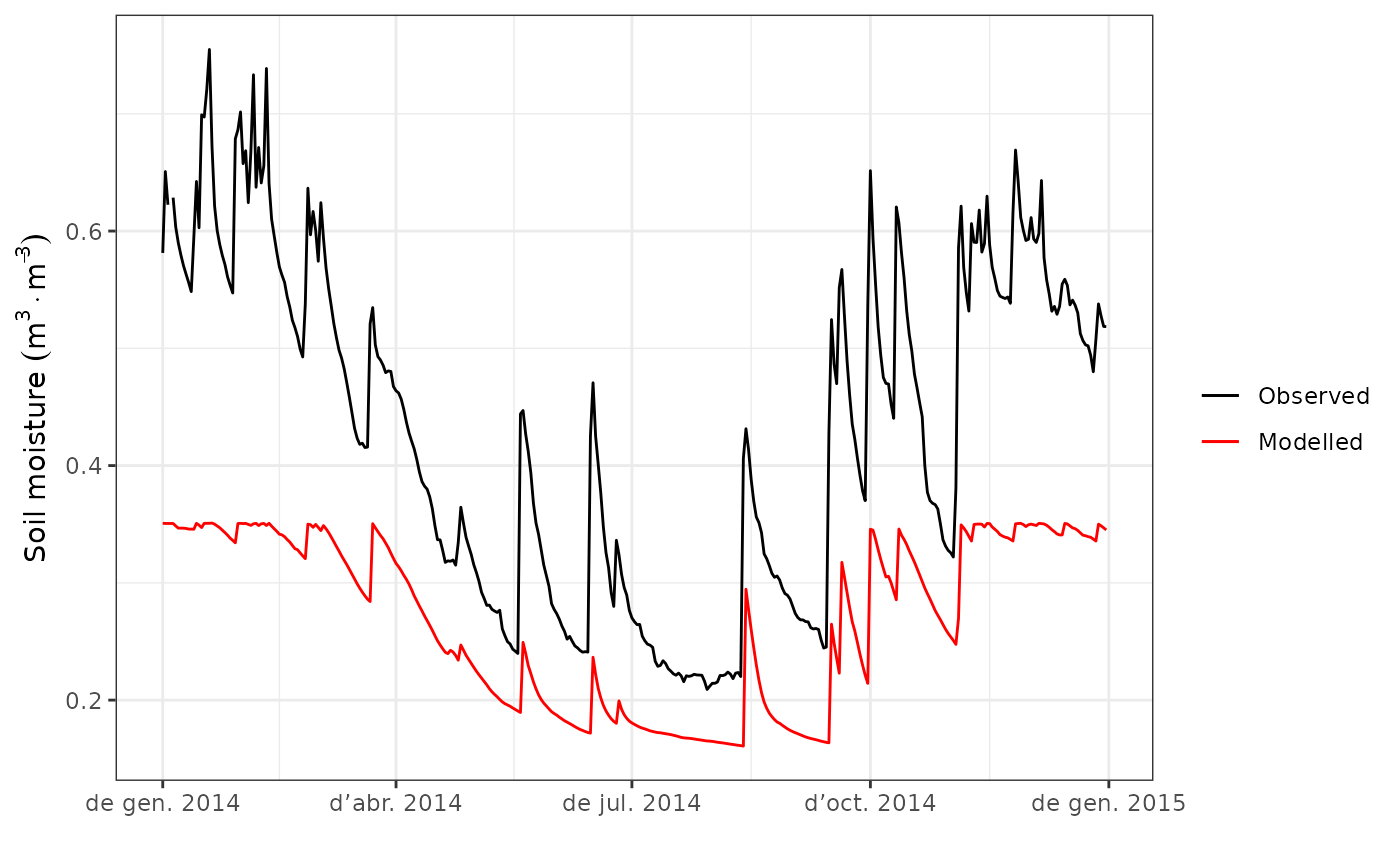 Soil moisture (m³ · m⁻³)
0.6
0.4
0.2
de gen. 2014 d’abr. 2014 de jul. 2014 d’oct. 2014 de gen. 2015
Observed
Modelled